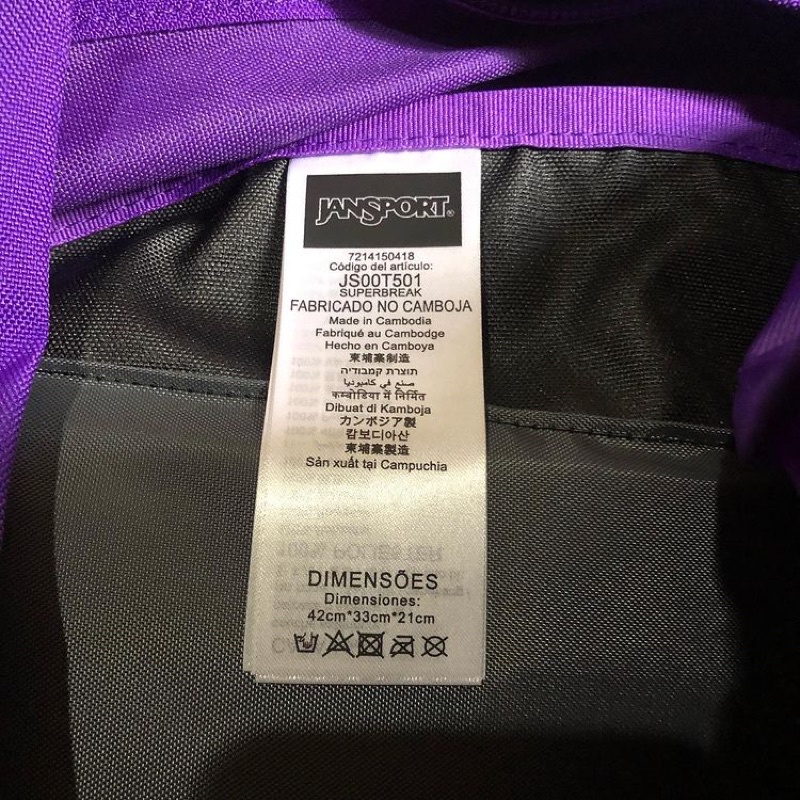 JANSPORT®
7214150418
Código del artículo:
JS00T501
SUPERBREAK
FABRICADO NO CAMBOJA
Made in Cambodia
Fabriqué au Cambodge
Hecho en Camboya
柬埔寨制造
תוצרת קמבודיה
صنع في كامبوديا
कम्बोडिया में निर्मित
Dibuat di Kamboja
カンボジア製
캄보디아산
柬埔寨製造
Sản xuất tại Campuchia
100% POLIÉSTER
DIMENSÕES
Dimensiones:
42cm*33cm*21cm